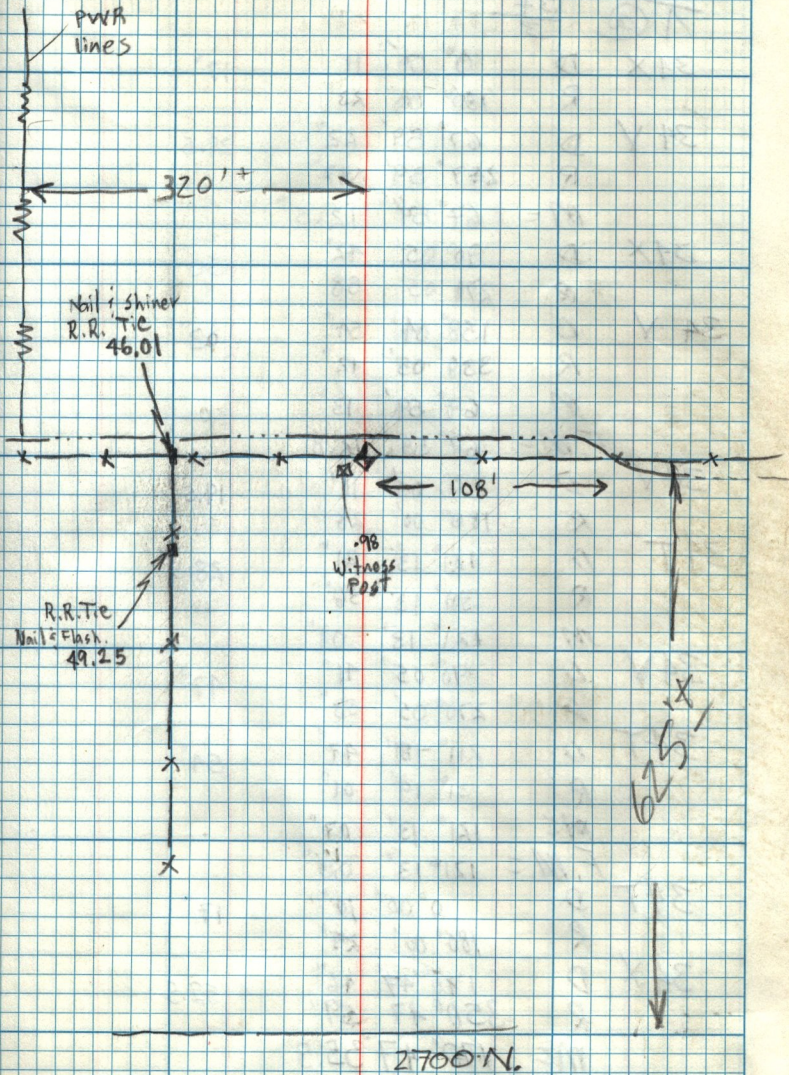 PWR
lines
320'±
Nail & Shiner
R.R. Tie
46.01
108'
.98
Witness
Post
R.R. Tie
Nail & Flash.
49.25
625'±
2700 N.